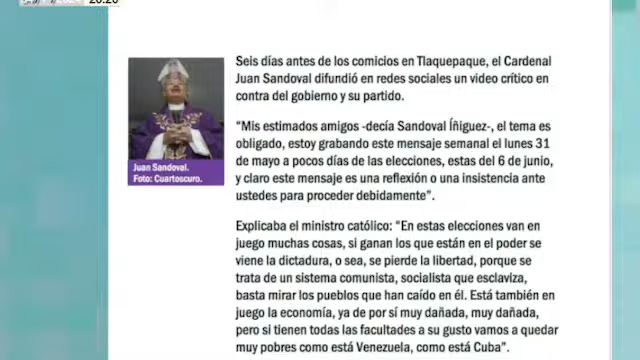 20:20
Seis días antes de los comicios en Tlaquepaque, el Cardenal
Juan Sandoval difundió en redes sociales un video crítico en
contra del gobierno y su partido.
“Mis estimados amigos -decía Sandoval Íñiguez-, el tema es
obligado, estoy grabando este mensaje semanal el lunes 31
de mayo a pocos días de las elecciones, estas del 6 de junio,
y claro este mensaje es una reflexión o una insistencia ante
ustedes para proceder debidamente”.
Juan Sandoval.
Foto: Cuartoscuro.
Explicaba el ministro católico: “En estas elecciones van en
juego muchas cosas, si ganan los que están en el poder se
viene la dictadura, o sea, se pierde la libertad, porque se
trata de un sistema comunista, socialista que esclaviza,
basta mirar los pueblos que han caído en él. Está también en
juego la economía, ya de por sí muy dañada, muy dañada,
pero si tienen todas las facultades a su gusto vamos a quedar
muy pobres como está Venezuela, como está Cuba”.